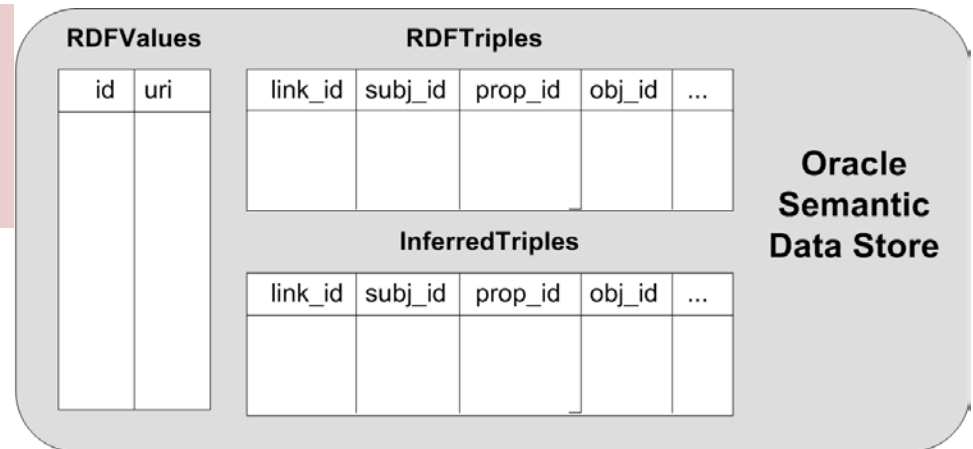 RDFValues
id uri
RDFTriples
link_id subj_id prop_id obj_id ...
InferredTriples
link_id subj_id prop_id obj_id ...
Oracle
Semantic
Data Store